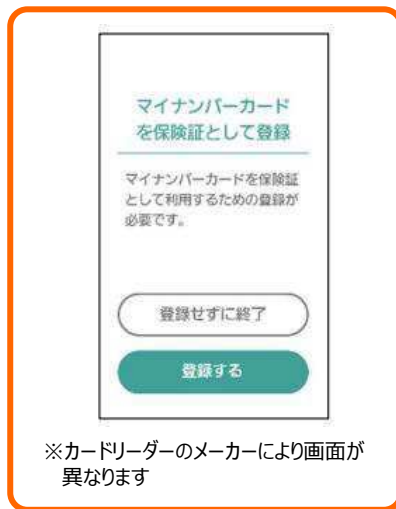 マイナンバーカード
を保険証として登録
マイナンバーカードを保険証
として利用するための登録が
必要です。
登録せずに終了
登録する
※カードリーダーのメーカーにより画面が
異なります